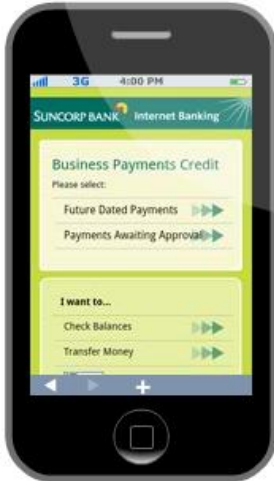 3G 4:00 PM
SUNCORP BANK Internet Banking
Business Payments Credit
Please select:
Future Dated Payments
Payments Awaiting Approval
I want to...
Check Balances
Transfer Money